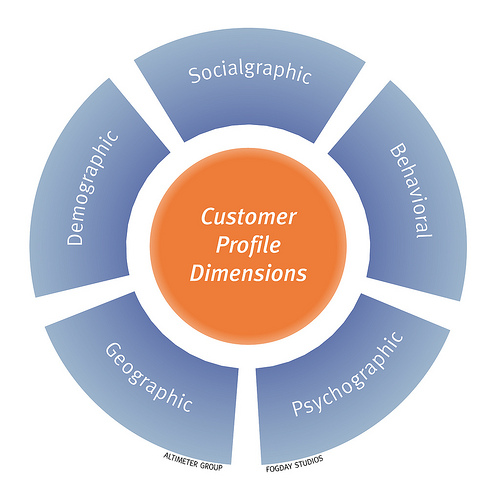 Socialgraphic
Behavioral
Psychographic
Geographic
Demographic
Customer
Profile
Dimensions
ALTIMETER GROUP
FOGDAY STUDIOS